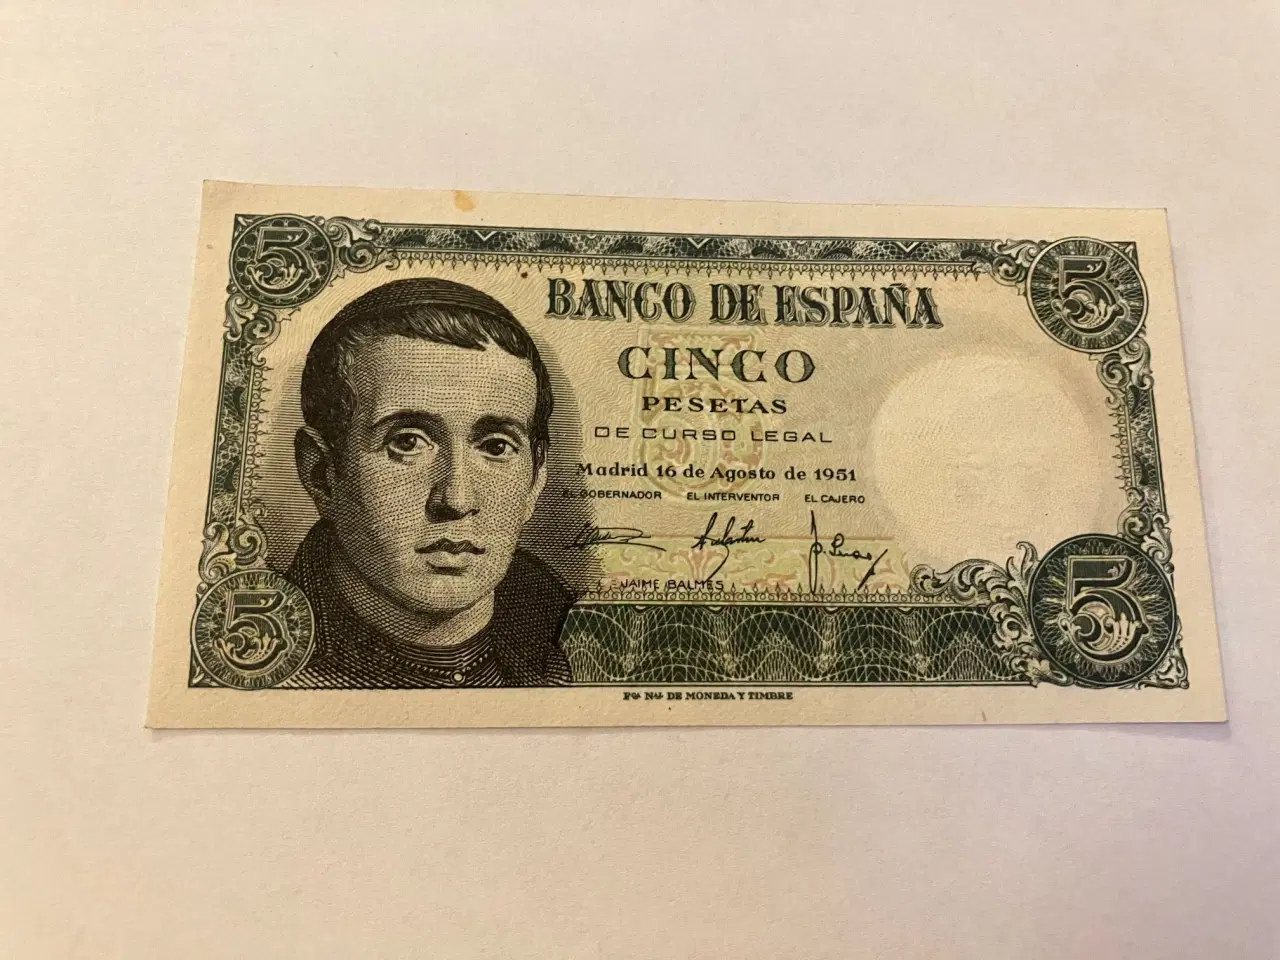 5 5
BANCO DE ESPAÑA
CINCO
PESETAS
DE CURSO LEGAL
Madrid 16 de Agosto de 1951
EL GOBERNADOR EL INTERVENTOR EL CAJERO
JAIME BALMES
5 5
Fca. Nal. DE MONEDA Y TIMBRE